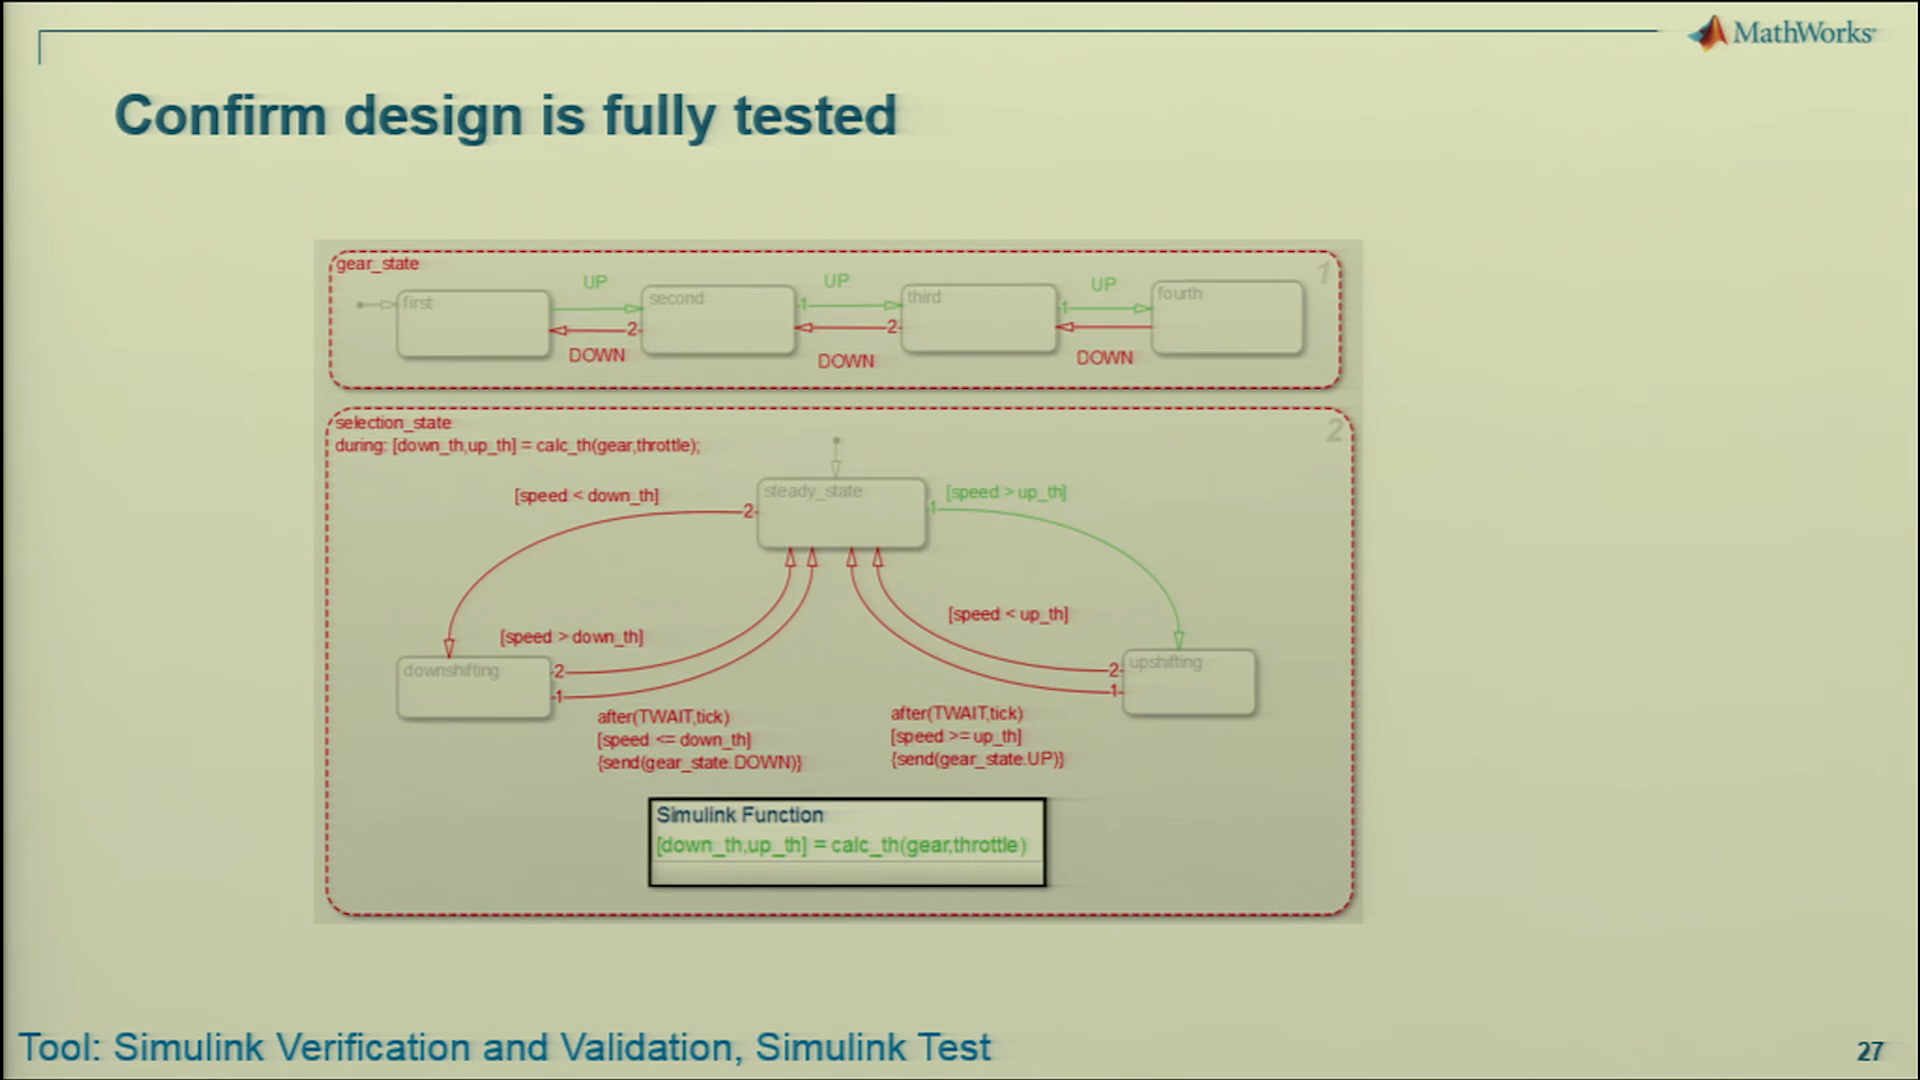 MathWorks
Confirm design is fully tested
gear_state
1
first
UP
second
UP
third
UP
fourth
1
1
2
2
DOWN
DOWN
DOWN
selection_state
2
during: [down_th,up_th] = calc_th(gear,throttle);
steady_state
[speed < down_th]
2
1
[speed > up_th]
[speed > down_th]
[speed < up_th]
downshifting
2
1
2
1
upshifting
after(TWAIT,tick)
[speed <= down_th]
{send(gear_state.DOWN)}
after(TWAIT,tick)
[speed >= up_th]
{send(gear_state.UP)}
Simulink Function
[down_th,up_th] = calc_th(gear,throttle)
Tool: Simulink Verification and Validation, Simulink Test
27